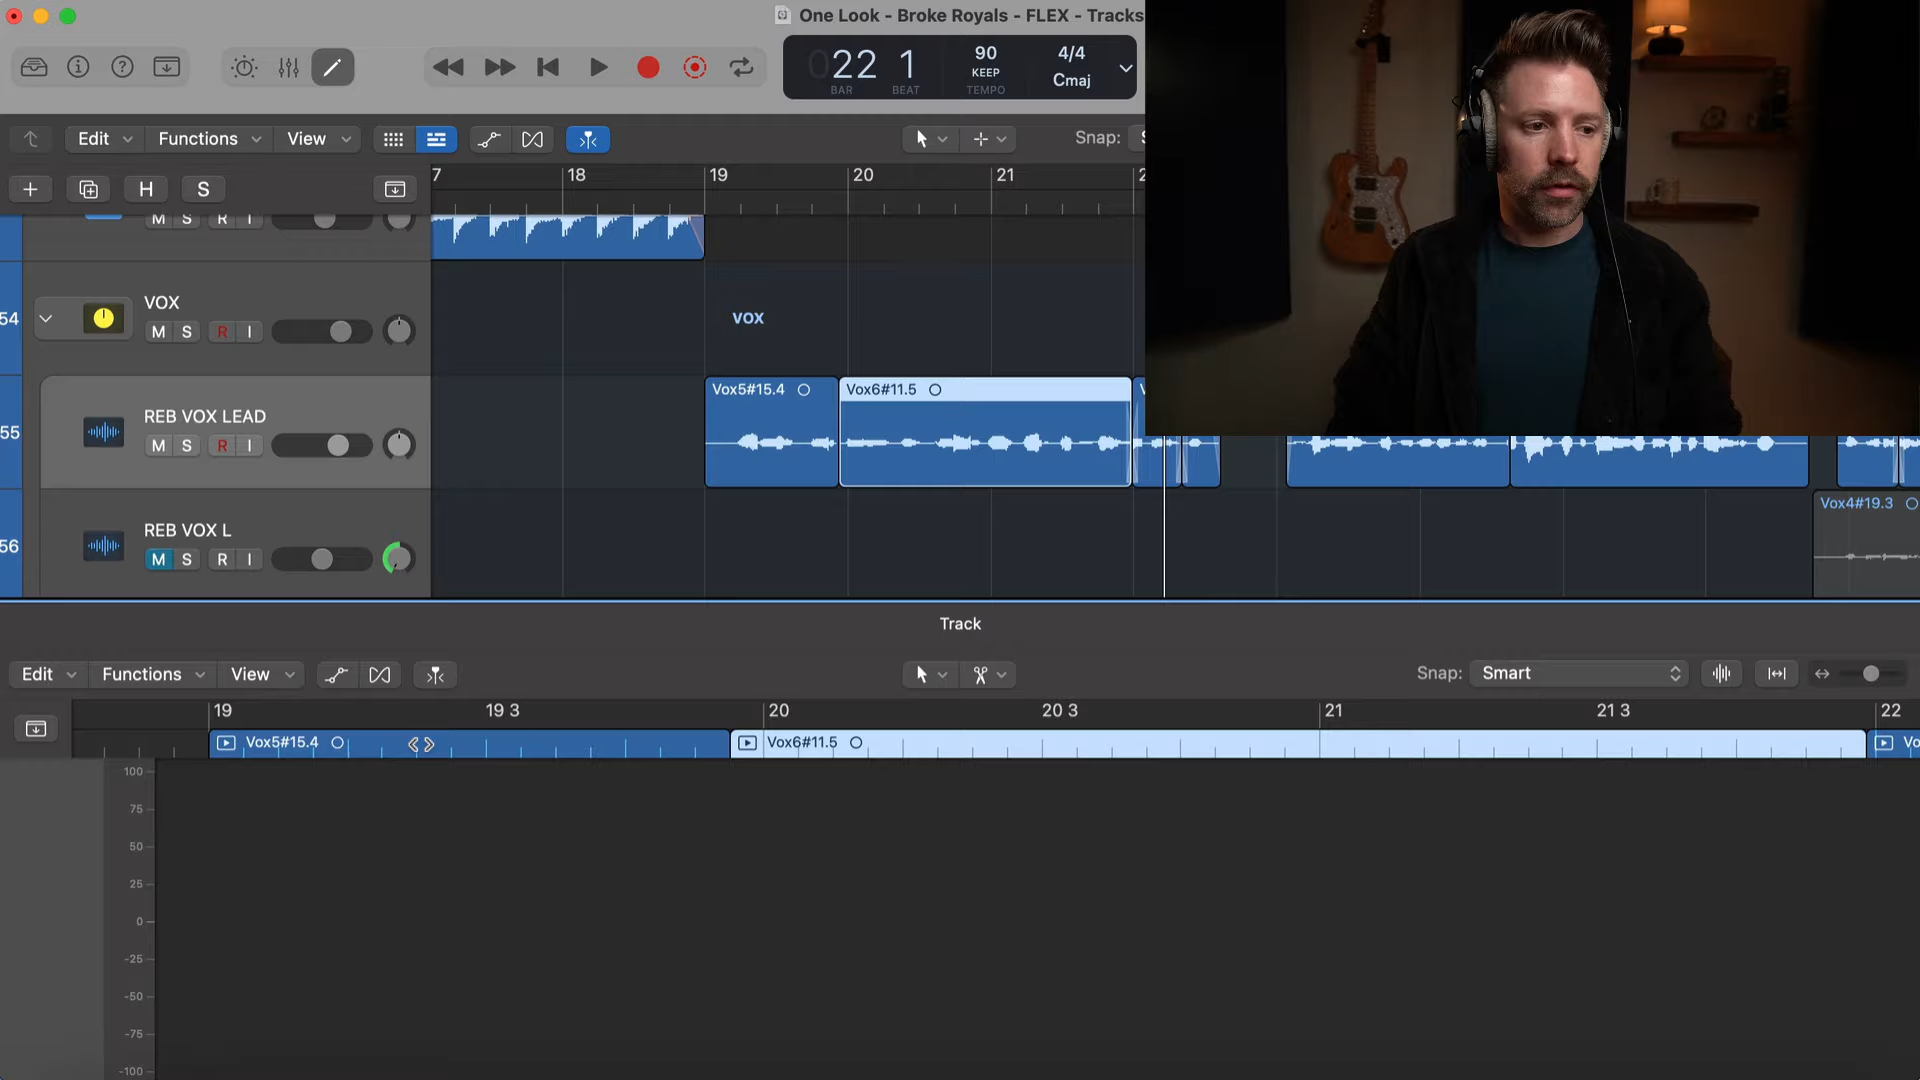 One Look - Broke Royals - FLEX - Tracks
22 1
BAR BEAT
90
KEEP
TEMPO
4/4
Cmaj
Edit Functions View
Snap:
H S
7 18 19 20 21
M S R I
54
VOX
M S R I
VOX
55
REB VOX LEAD
M S R I
Vox5#15.4
Vox6#11.5
56
REB VOX L
M S R I
Vox4#19.3
Track
Edit Functions View
Snap: Smart
19 19 3 20 20 3 21 21 3 22
Vox5#15.4
Vox6#11.5
Vo
100
75
50
25
0
-25
-50
-75
-100